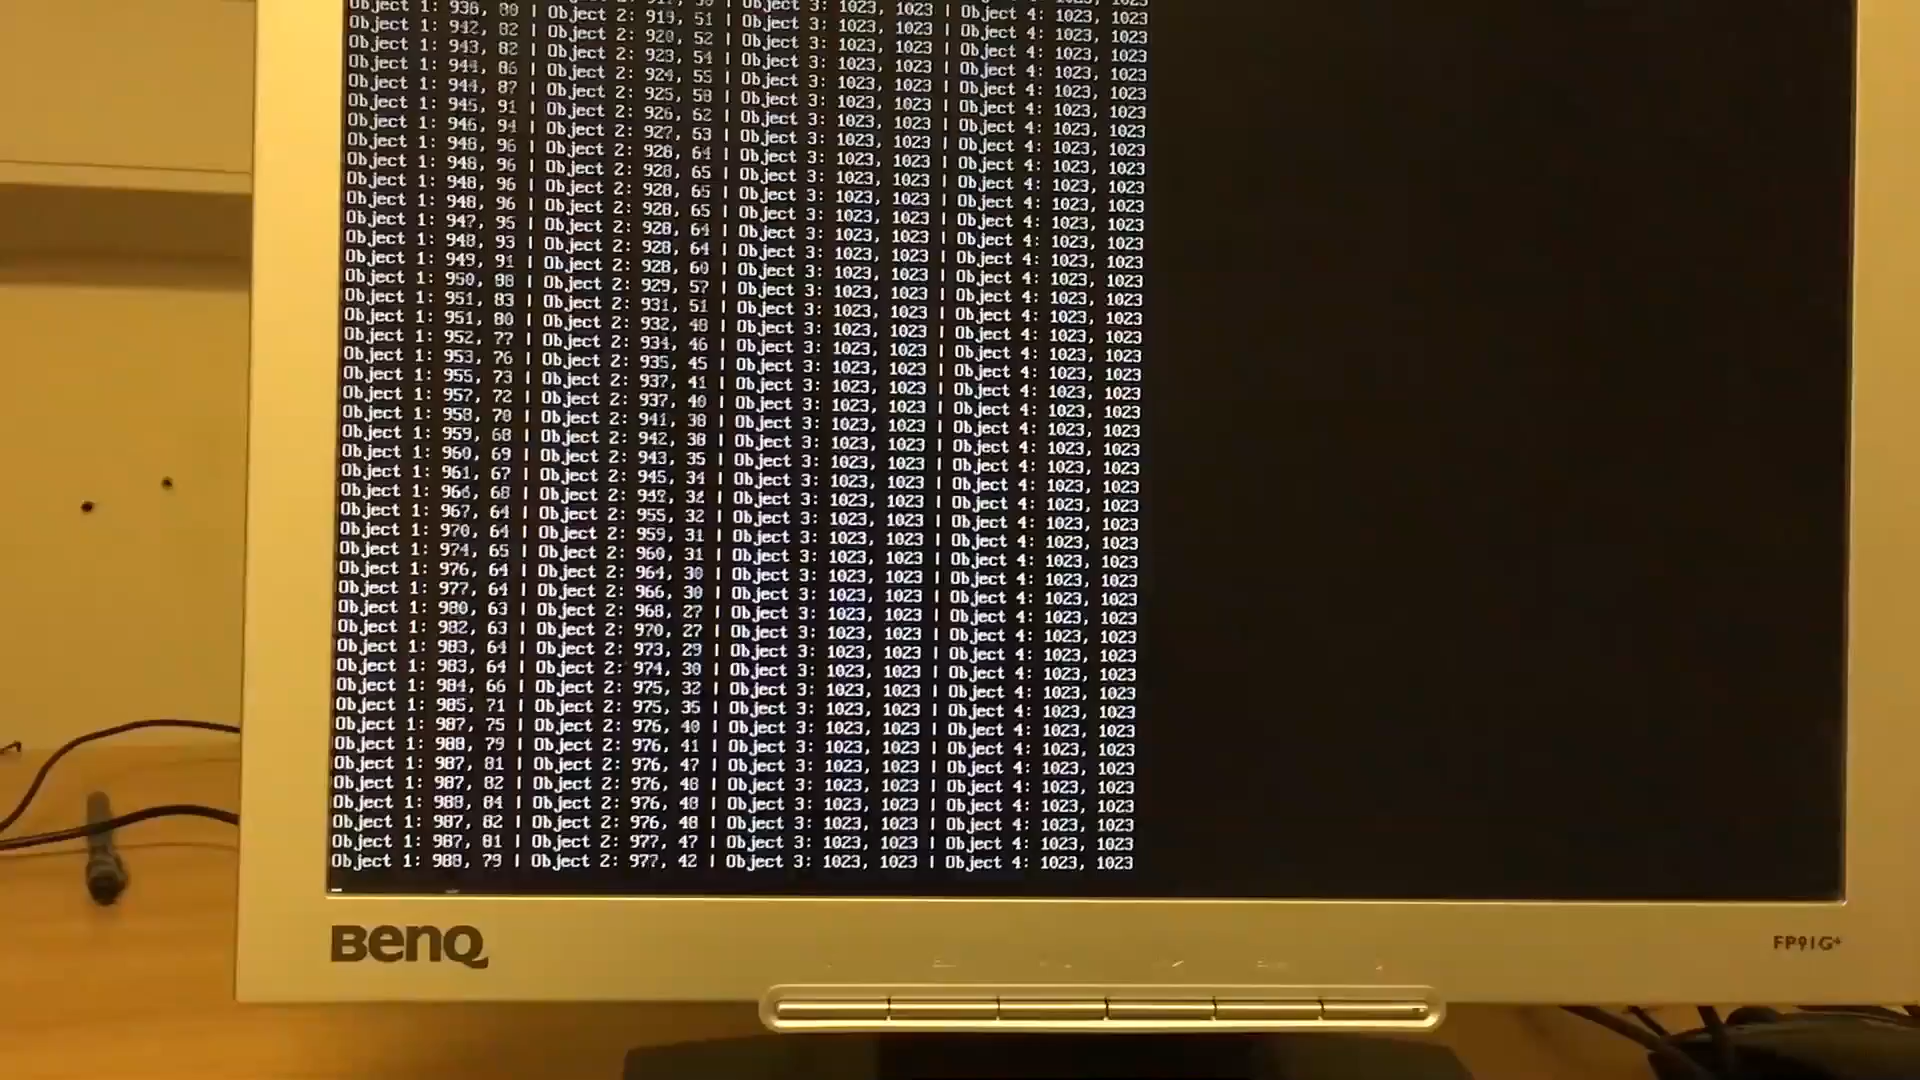 Object 1: 938, 80 | Object 2: 919, 51 | Object 3: 1023, 1023 | Object 4: 1023, 1023
Object 1: 942, 82 | Object 2: 920, 52 | Object 3: 1023, 1023 | Object 4: 1023, 1023
Object 1: 943, 82 | Object 2: 923, 54 | Object 3: 1023, 1023 | Object 4: 1023, 1023
Object 1: 944, 86 | Object 2: 924, 55 | Object 3: 1023, 1023 | Object 4: 1023, 1023
Object 1: 944, 87 | Object 2: 925, 58 | Object 3: 1023, 1023 | Object 4: 1023, 1023
Object 1: 945, 91 | Object 2: 926, 62 | Object 3: 1023, 1023 | Object 4: 1023, 1023
Object 1: 946, 94 | Object 2: 927, 63 | Object 3: 1023, 1023 | Object 4: 1023, 1023
Object 1: 948, 96 | Object 2: 928, 64 | Object 3: 1023, 1023 | Object 4: 1023, 1023
Object 1: 948, 96 | Object 2: 928, 65 | Object 3: 1023, 1023 | Object 4: 1023, 1023
Object 1: 948, 96 | Object 2: 928, 65 | Object 3: 1023, 1023 | Object 4: 1023, 1023
Object 1: 948, 96 | Object 2: 928, 65 | Object 3: 1023, 1023 | Object 4: 1023, 1023
Object 1: 947, 95 | Object 2: 928, 64 | Object 3: 1023, 1023 | Object 4: 1023, 1023
Object 1: 948, 93 | Object 2: 928, 64 | Object 3: 1023, 1023 | Object 4: 1023, 1023
Object 1: 949, 91 | Object 2: 928, 60 | Object 3: 1023, 1023 | Object 4: 1023, 1023
Object 1: 950, 88 | Object 2: 929, 57 | Object 3: 1023, 1023 | Object 4: 1023, 1023
Object 1: 951, 83 | Object 2: 931, 51 | Object 3: 1023, 1023 | Object 4: 1023, 1023
Object 1: 951, 80 | Object 2: 932, 48 | Object 3: 1023, 1023 | Object 4: 1023, 1023
Object 1: 952, 77 | Object 2: 934, 46 | Object 3: 1023, 1023 | Object 4: 1023, 1023
Object 1: 953, 76 | Object 2: 935, 45 | Object 3: 1023, 1023 | Object 4: 1023, 1023
Object 1: 955, 73 | Object 2: 937, 41 | Object 3: 1023, 1023 | Object 4: 1023, 1023
Object 1: 957, 72 | Object 2: 937, 40 | Object 3: 1023, 1023 | Object 4: 1023, 1023
Object 1: 958, 70 | Object 2: 941, 38 | Object 3: 1023, 1023 | Object 4: 1023, 1023
Object 1: 959, 68 | Object 2: 942, 38 | Object 3: 1023, 1023 | Object 4: 1023, 1023
Object 1: 960, 69 | Object 2: 943, 35 | Object 3: 1023, 1023 | Object 4: 1023, 1023
Object 1: 961, 67 | Object 2: 945, 34 | Object 3: 1023, 1023 | Object 4: 1023, 1023
Object 1: 966, 68 | Object 2: 949, 32 | Object 3: 1023, 1023 | Object 4: 1023, 1023
Object 1: 967, 64 | Object 2: 955, 32 | Object 3: 1023, 1023 | Object 4: 1023, 1023
Object 1: 970, 64 | Object 2: 959, 31 | Object 3: 1023, 1023 | Object 4: 1023, 1023
Object 1: 974, 65 | Object 2: 960, 31 | Object 3: 1023, 1023 | Object 4: 1023, 1023
Object 1: 976, 64 | Object 2: 964, 30 | Object 3: 1023, 1023 | Object 4: 1023, 1023
Object 1: 977, 64 | Object 2: 966, 30 | Object 3: 1023, 1023 | Object 4: 1023, 1023
Object 1: 980, 63 | Object 2: 968, 27 | Object 3: 1023, 1023 | Object 4: 1023, 1023
Object 1: 982, 63 | Object 2: 970, 27 | Object 3: 1023, 1023 | Object 4: 1023, 1023
Object 1: 983, 64 | Object 2: 973, 29 | Object 3: 1023, 1023 | Object 4: 1023, 1023
Object 1: 983, 64 | Object 2: 974, 30 | Object 3: 1023, 1023 | Object 4: 1023, 1023
Object 1: 984, 66 | Object 2: 975, 32 | Object 3: 1023, 1023 | Object 4: 1023, 1023
Object 1: 985, 71 | Object 2: 975, 35 | Object 3: 1023, 1023 | Object 4: 1023, 1023
Object 1: 987, 75 | Object 2: 976, 40 | Object 3: 1023, 1023 | Object 4: 1023, 1023
Object 1: 988, 79 | Object 2: 976, 41 | Object 3: 1023, 1023 | Object 4: 1023, 1023
Object 1: 987, 81 | Object 2: 976, 47 | Object 3: 1023, 1023 | Object 4: 1023, 1023
Object 1: 987, 82 | Object 2: 976, 48 | Object 3: 1023, 1023 | Object 4: 1023, 1023
Object 1: 988, 84 | Object 2: 976, 48 | Object 3: 1023, 1023 | Object 4: 1023, 1023
Object 1: 987, 82 | Object 2: 976, 48 | Object 3: 1023, 1023 | Object 4: 1023, 1023
Object 1: 987, 81 | Object 2: 977, 47 | Object 3: 1023, 1023 | Object 4: 1023, 1023
Object 1: 988, 79 | Object 2: 977, 42 | Object 3: 1023, 1023 | Object 4: 1023, 1023
BenQ
FP91G+